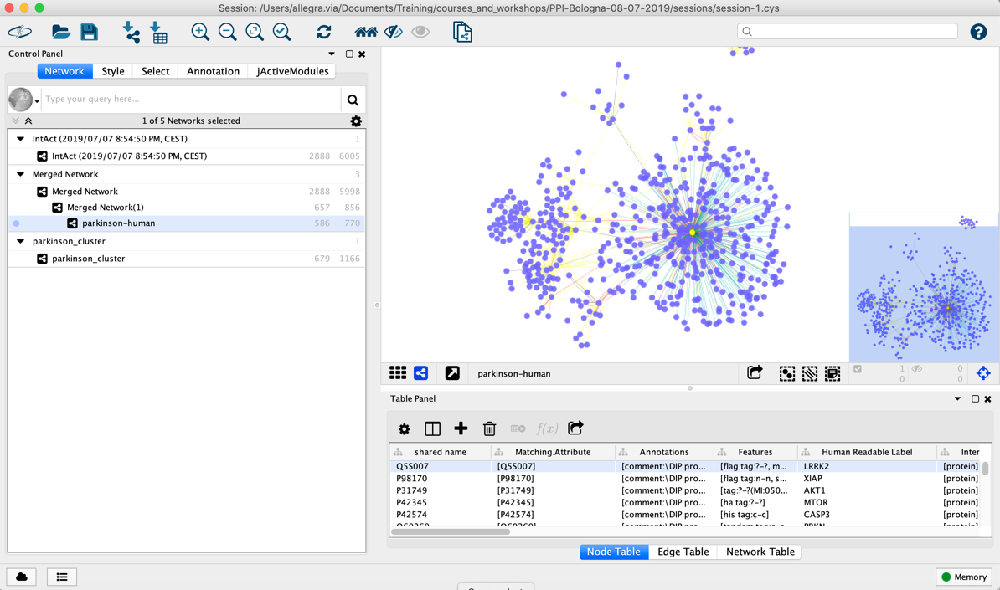 Session: /Users/allegra.via/Documents/Training/courses_and_workshops/PPI-Bologna-08-07-2019/sessions/session-1.cys
Control Panel
Network Style Select Annotation jActiveModules
Type your query here...
1 of 5 Networks selected
IntAct (2019/07/07 8:54:50 PM, CEST) 1
IntAct (2019/07/07 8:54:50 PM, CEST) 2888 6005
Merged Network 3
Merged Network 2888 5998
Merged Network(1) 657 856
parkinson-human 586 770
parkinson_cluster 1
parkinson_cluster 679 1166
parkinson-human
1 0
0 0
Table Panel
f(x)
shared name Matching.Attribute Annotations Features Human Readable Label Inter
Q5S007 [Q5S007] [comment:\DIP pro... [flag tag:?-?, m... LRRK2 [protein]
P98170 [P98170] [comment:\DIP pro... [flag tag:n-n, s... XIAP [protein]
P31749 [P31749] [comment:\DIP pro... [tag:?-?(MI:050... AKT1 [protein]
P42345 [P42345] [comment:\DIP pro... [ha tag:?-?] MTOR [protein]
P42574 [P42574] [comment:\DIP pro... [his tag:c-c] CASP3 [protein]
Node Table Edge Table Network Table
Memory